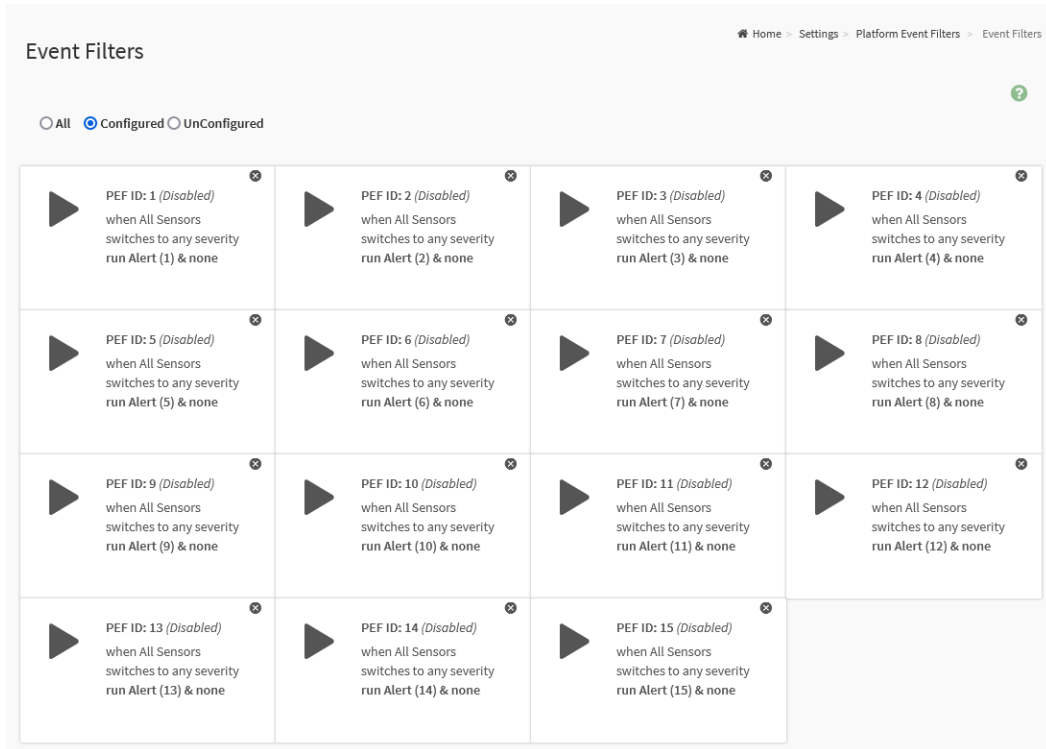 Home > Settings > Platform Event Filters > Event Filters
Event Filters
All Configured UnConfigured
PEF ID: 1 (Disabled)
when All Sensors
switches to any severity
run Alert (1) & none
PEF ID: 2 (Disabled)
when All Sensors
switches to any severity
run Alert (2) & none
PEF ID: 3 (Disabled)
when All Sensors
switches to any severity
run Alert (3) & none
PEF ID: 4 (Disabled)
when All Sensors
switches to any severity
run Alert (4) & none
PEF ID: 5 (Disabled)
when All Sensors
switches to any severity
run Alert (5) & none
PEF ID: 6 (Disabled)
when All Sensors
switches to any severity
run Alert (6) & none
PEF ID: 7 (Disabled)
when All Sensors
switches to any severity
run Alert (7) & none
PEF ID: 8 (Disabled)
when All Sensors
switches to any severity
run Alert (8) & none
PEF ID: 9 (Disabled)
when All Sensors
switches to any severity
run Alert (9) & none
PEF ID: 10 (Disabled)
when All Sensors
switches to any severity
run Alert (10) & none
PEF ID: 11 (Disabled)
when All Sensors
switches to any severity
run Alert (11) & none
PEF ID: 12 (Disabled)
when All Sensors
switches to any severity
run Alert (12) & none
PEF ID: 13 (Disabled)
when All Sensors
switches to any severity
run Alert (13) & none
PEF ID: 14 (Disabled)
when All Sensors
switches to any severity
run Alert (14) & none
PEF ID: 15 (Disabled)
when All Sensors
switches to any severity
run Alert (15) & none